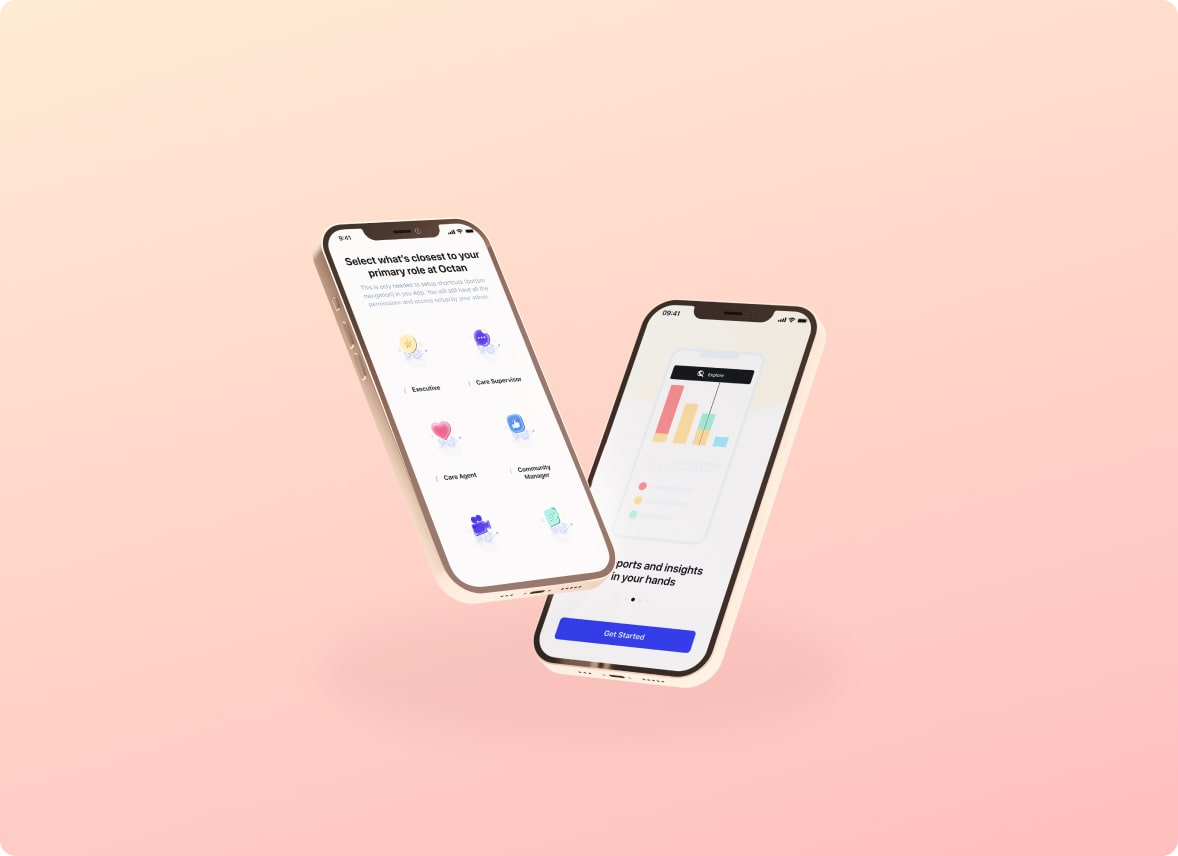 9:41
Select what's closest to your
primary role at Octan
This is only needed to setup shortcuts (bottom
navigation) in you App. You will still have all the
permissions and access setup by your admin.
Executive
Care Supervisor
Care Agent
Community
Manager
09:41
Explore
ports and insights
in your hands
Get Started